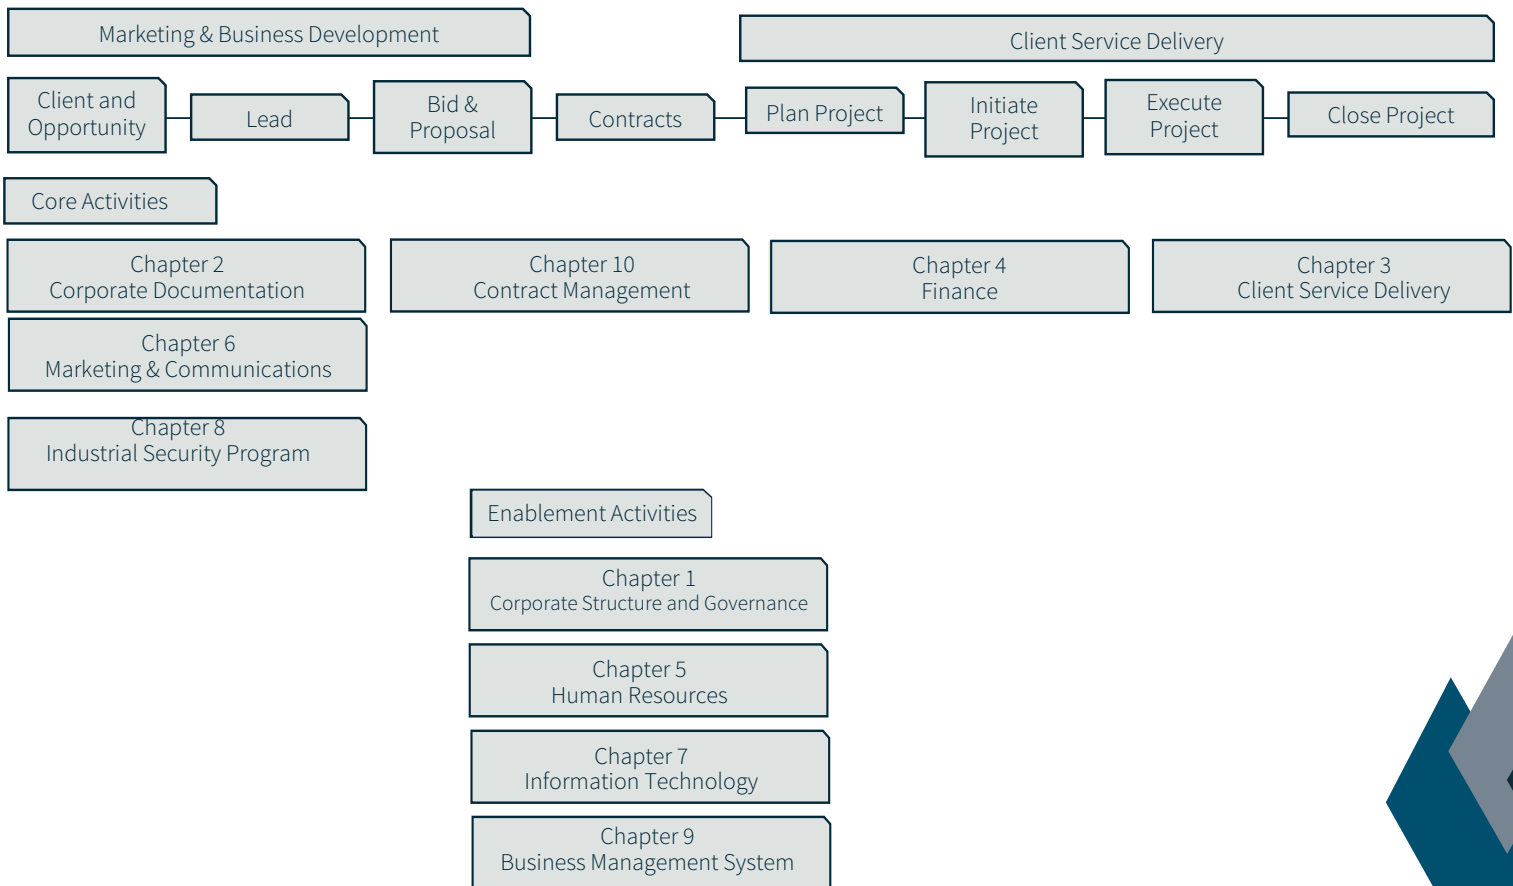 Marketing & Business Development
Client Service Delivery
Client and
Opportunity
Lead
Bid &
Proposal
Contracts
Plan Project
Initiate
Project
Execute
Project
Close Project
Core Activities
Chapter 2
Corporate Documentation
Chapter 10
Contract Management
Chapter 4
Finance
Chapter 3
Client Service Delivery
Chapter 6
Marketing & Communications
Chapter 8
Industrial Security Program
Enablement Activities
Chapter 1
Corporate Structure and Governance
Chapter 5
Human Resources
Chapter 7
Information Technology
Chapter 9
Business Management System